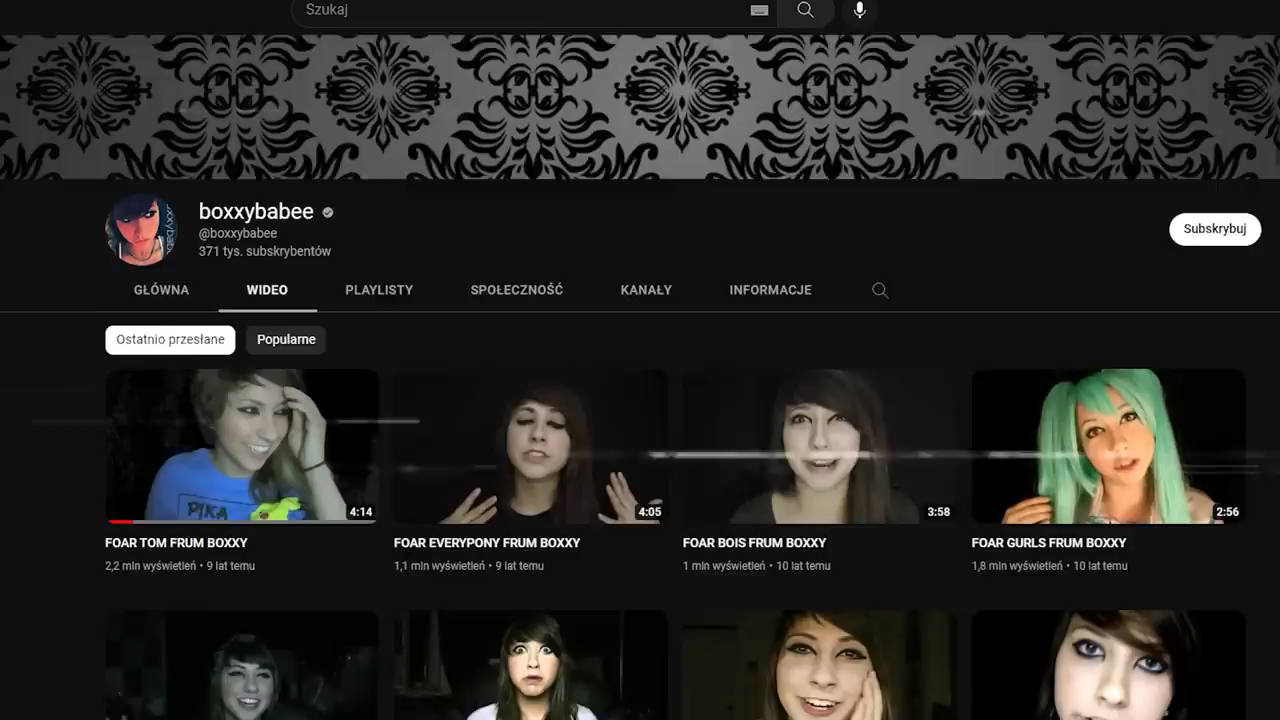 Szukaj
boxxybabee
@boxxybabee
371 tys. subskrybentów
Subskrybuj
GŁÓWNA WIDEO PLAYLISTY SPOŁECZNOŚĆ KANAŁY INFORMACJE
Ostatnio przesłane Popularne
PIKA
4:14 4:05 3:58 2:56
FOAR TOM FRUM BOXXY FOAR EVERYPONY FRUM BOXXY FOAR BOIS FRUM BOXXY FOAR GURLS FRUM BOXXY
2,2 mln wyświetleń • 9 lat temu 1,1 mln wyświetleń • 9 lat temu 1 mln wyświetleń • 10 lat temu 1,8 mln wyświetleń • 10 lat temu